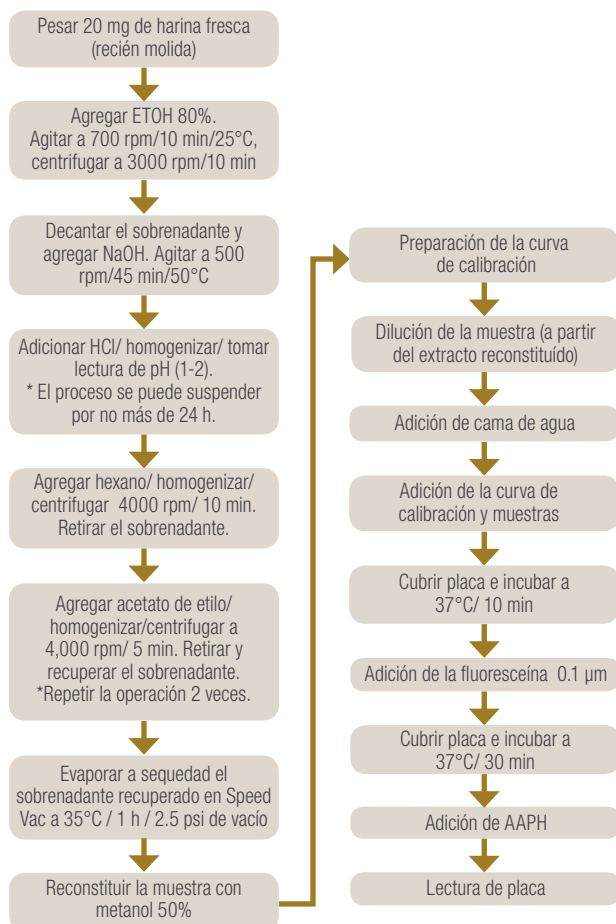 Pesar 20 mg de harina fresca
(recién molida)
Agregar ETOH 80%.
Agitar a 700 rpm/10 min/25°C,
centrifugar a 3000 rpm/10 min
Decantar el sobrenadante y
agregar NaOH. Agitar a 500
rpm/45 min/50°C
Adicionar HCl/ homogenizar/ tomar
lectura de pH (1-2).
* El proceso se puede suspender
por no más de 24 h.
Agregar hexano/ homogenizar/
centrifugar 4000 rpm/ 10 min.
Retirar el sobrenadante.
Agregar acetato de etilo/
homogenizar/centrifugar a
4,000 rpm/ 5 min. Retirar y
recuperar el sobrenadante.
*Repetir la operación 2 veces.
Evaporar a sequedad el
sobrenadante recuperado en Speed
Vac a 35°C / 1 h / 2.5 psi de vacío
Reconstituir la muestra con
metanol 50%
Preparación de la curva
de calibración
Dilución de la muestra (a partir
del extracto reconstituído)
Adición de cama de agua
Adición de la curva de
calibración y muestras
Cubrir placa e incubar a
37°C/ 10 min
Adición de la fluoresceína 0.1 µm
Cubrir placa e incubar a
37°C/ 30 min
Adición de AAPH
Lectura de placa